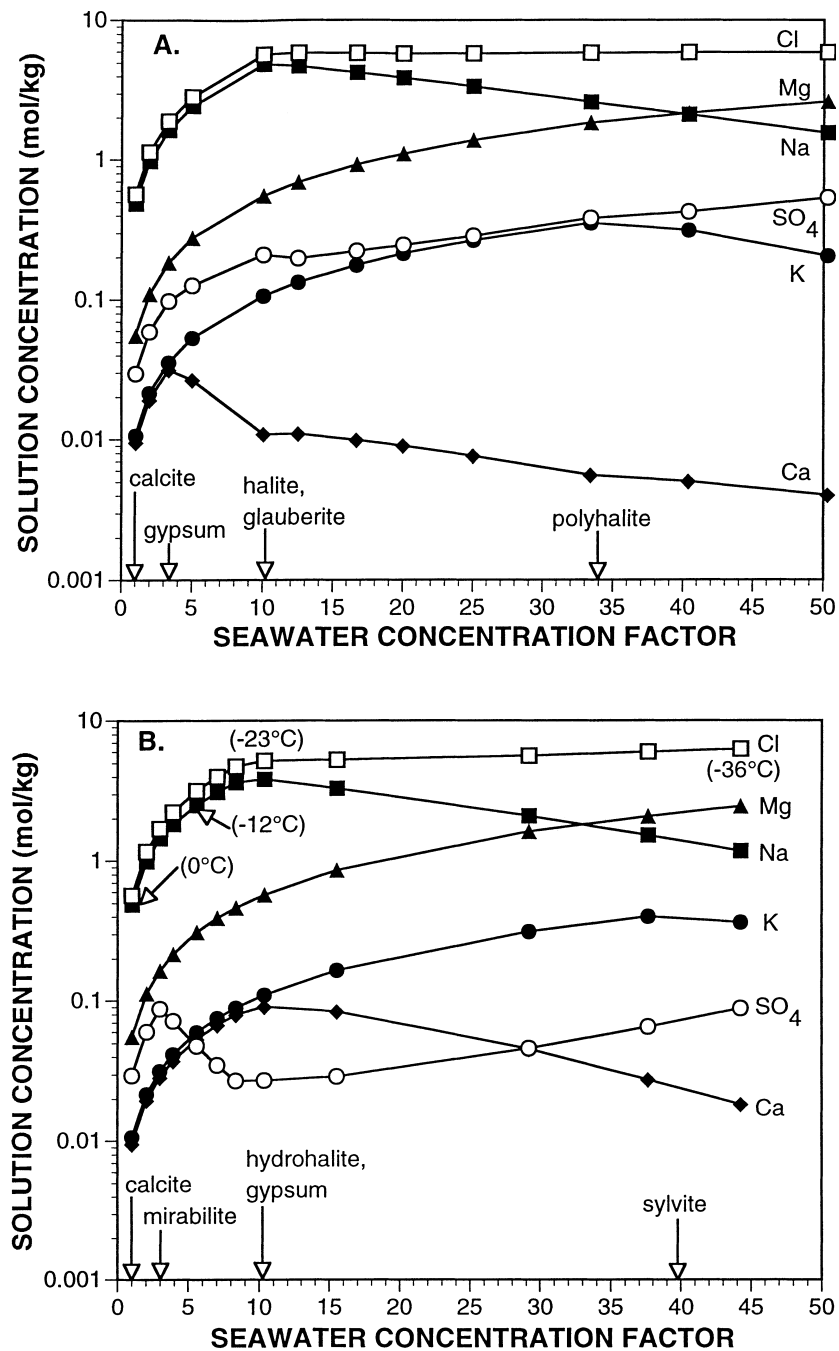 A.
10
1
0.1
0.01
0.001
SOLUTION CONCENTRATION (mol/kg)
Cl
Mg
Na
SO4
K
Ca
calcite
gypsum
halite,
glauberite
polyhalite
0 5 10 15 20 25 30 35 40 45 50
SEAWATER CONCENTRATION FACTOR
B.
10
1
0.1
0.01
0.001
SOLUTION CONCENTRATION (mol/kg)
(-23°C)
Cl
(-36°C)
(-12°C)
(0°C)
Mg
Na
K
SO4
Ca
calcite
mirabilite
hydrohalite,
gypsum
sylvite
0 5 10 15 20 25 30 35 40 45 50
SEAWATER CONCENTRATION FACTOR